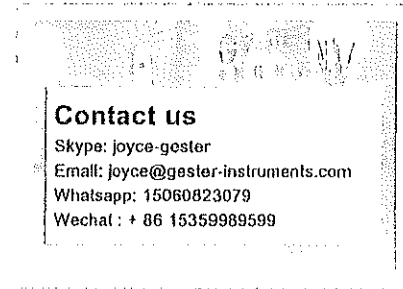 Contact us
Skype: joyce-gester
Email: joyce@gester-instruments.com
Whatsapp: 15060823079
Wechat : + 86 15359989599